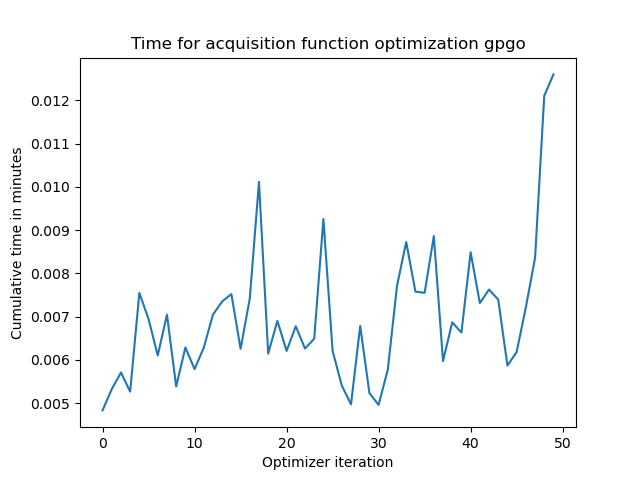 Time for acquisition function optimization gpgo
0.012
0.011
0.010
0.009
0.008
0.007
0.006
0.005
Cumulative time in minutes
0 10 20 30 40 50
Optimizer iteration